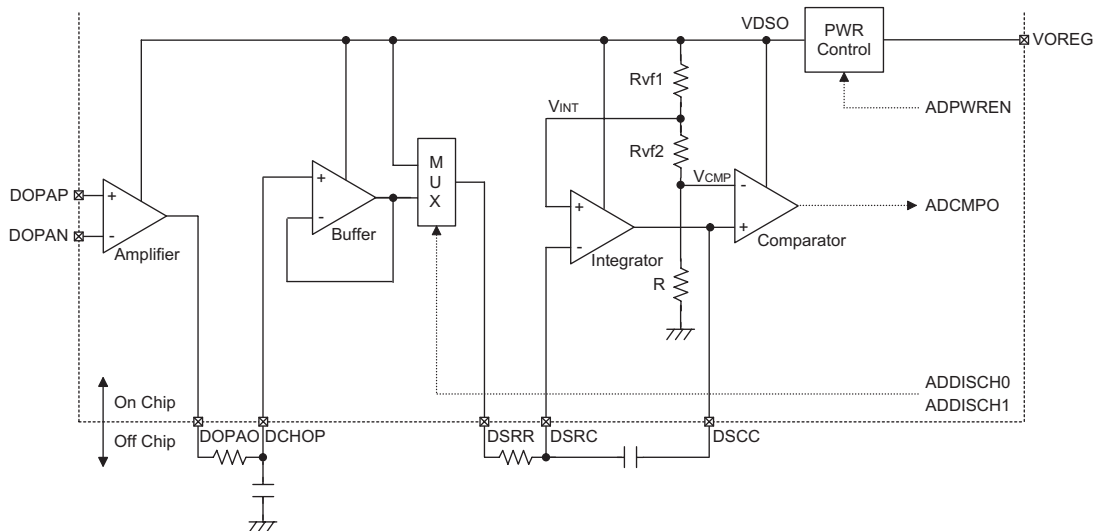 VDSO
PWR
Control
VOREG
Rvf1
VINT
ADPWREN
Rvf2
M
U
X
VCMP
DOPAP
+
+
+
-
DOPAN
-
-
-
+
ADCMPO
Amplifier
Buffer
Integrator
Comparator
R
On Chip
ADDISCH0
ADDISCH1
Off Chip
DOPAO
DCHOP
DSRR
DSRC
DSCC